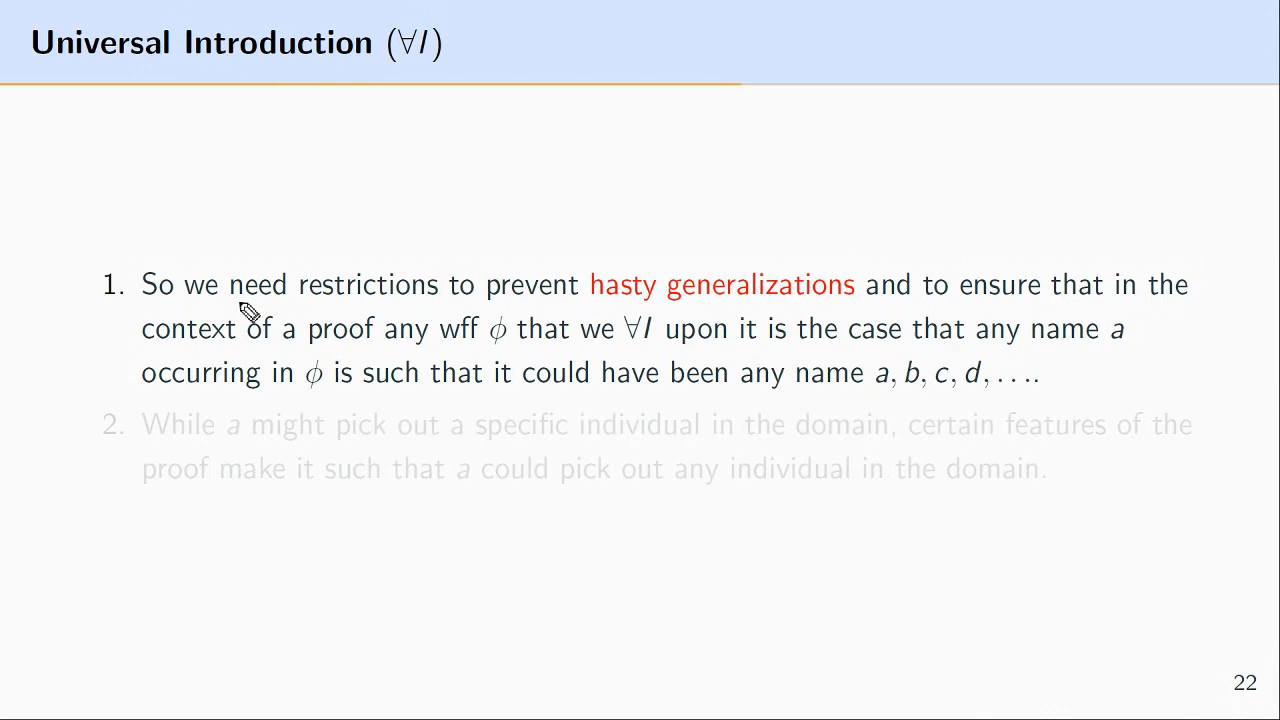 Universal Introduction (∀I)
1. So we need restrictions to prevent hasty generalizations and to ensure that in the
context of a proof any wff ϕ that we ∀I upon it is the case that any name a
occurring in ϕ is such that it could have been any name a, b, c, d, . . . .
2. While a might pick out a specific individual in the domain, certain features of the
proof make it such that a could pick out any individual in the domain.
22